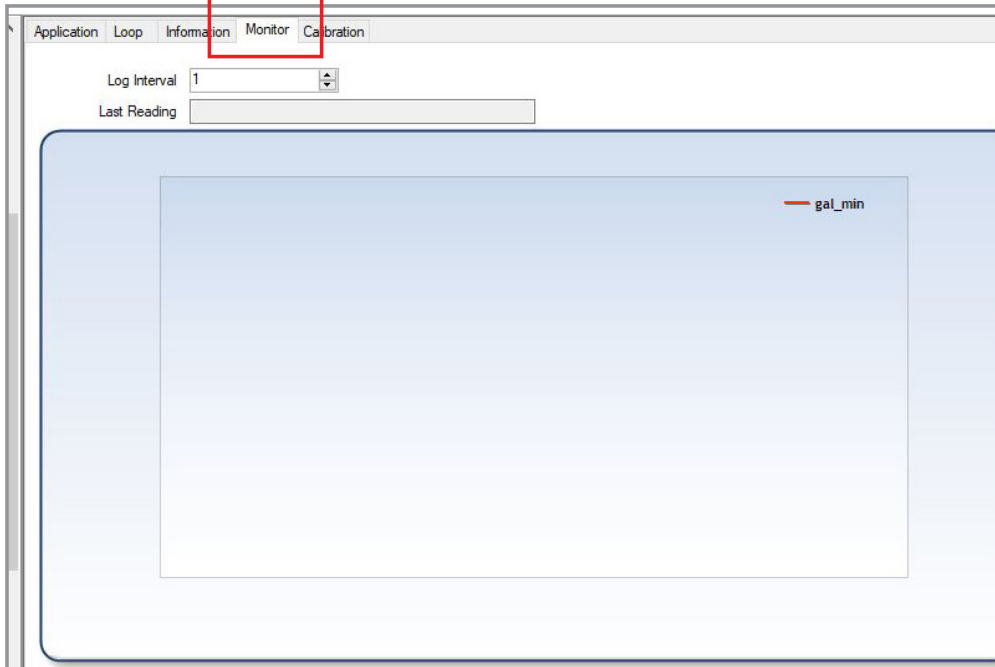 Application Loop Information Monitor Calibration
Log Interval 1
Last Reading
gal_min